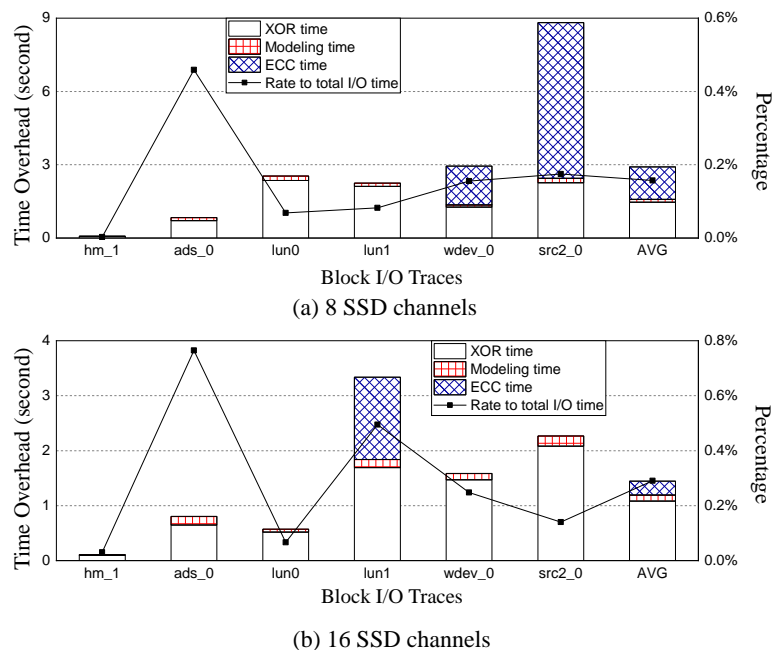 XOR time
Modeling time
ECC time
Rate to total I/O time
Time Overhead (second)
9
6
3
0
0.6%
0.4%
0.2%
0.0%
Percentage
hm_1 ads_0 lun0 lun1 wdev_0 src2_0 AVG
Block I/O Traces
(a) 8 SSD channels
XOR time
Modeling time
ECC time
Rate to total I/O time
Time Overhead (second)
4
3
2
1
0
0.8%
0.6%
0.4%
0.2%
0.0%
Percentage
hm_1 ads_0 lun0 lun1 wdev_0 src2_0 AVG
Block I/O Traces
(b) 16 SSD channels